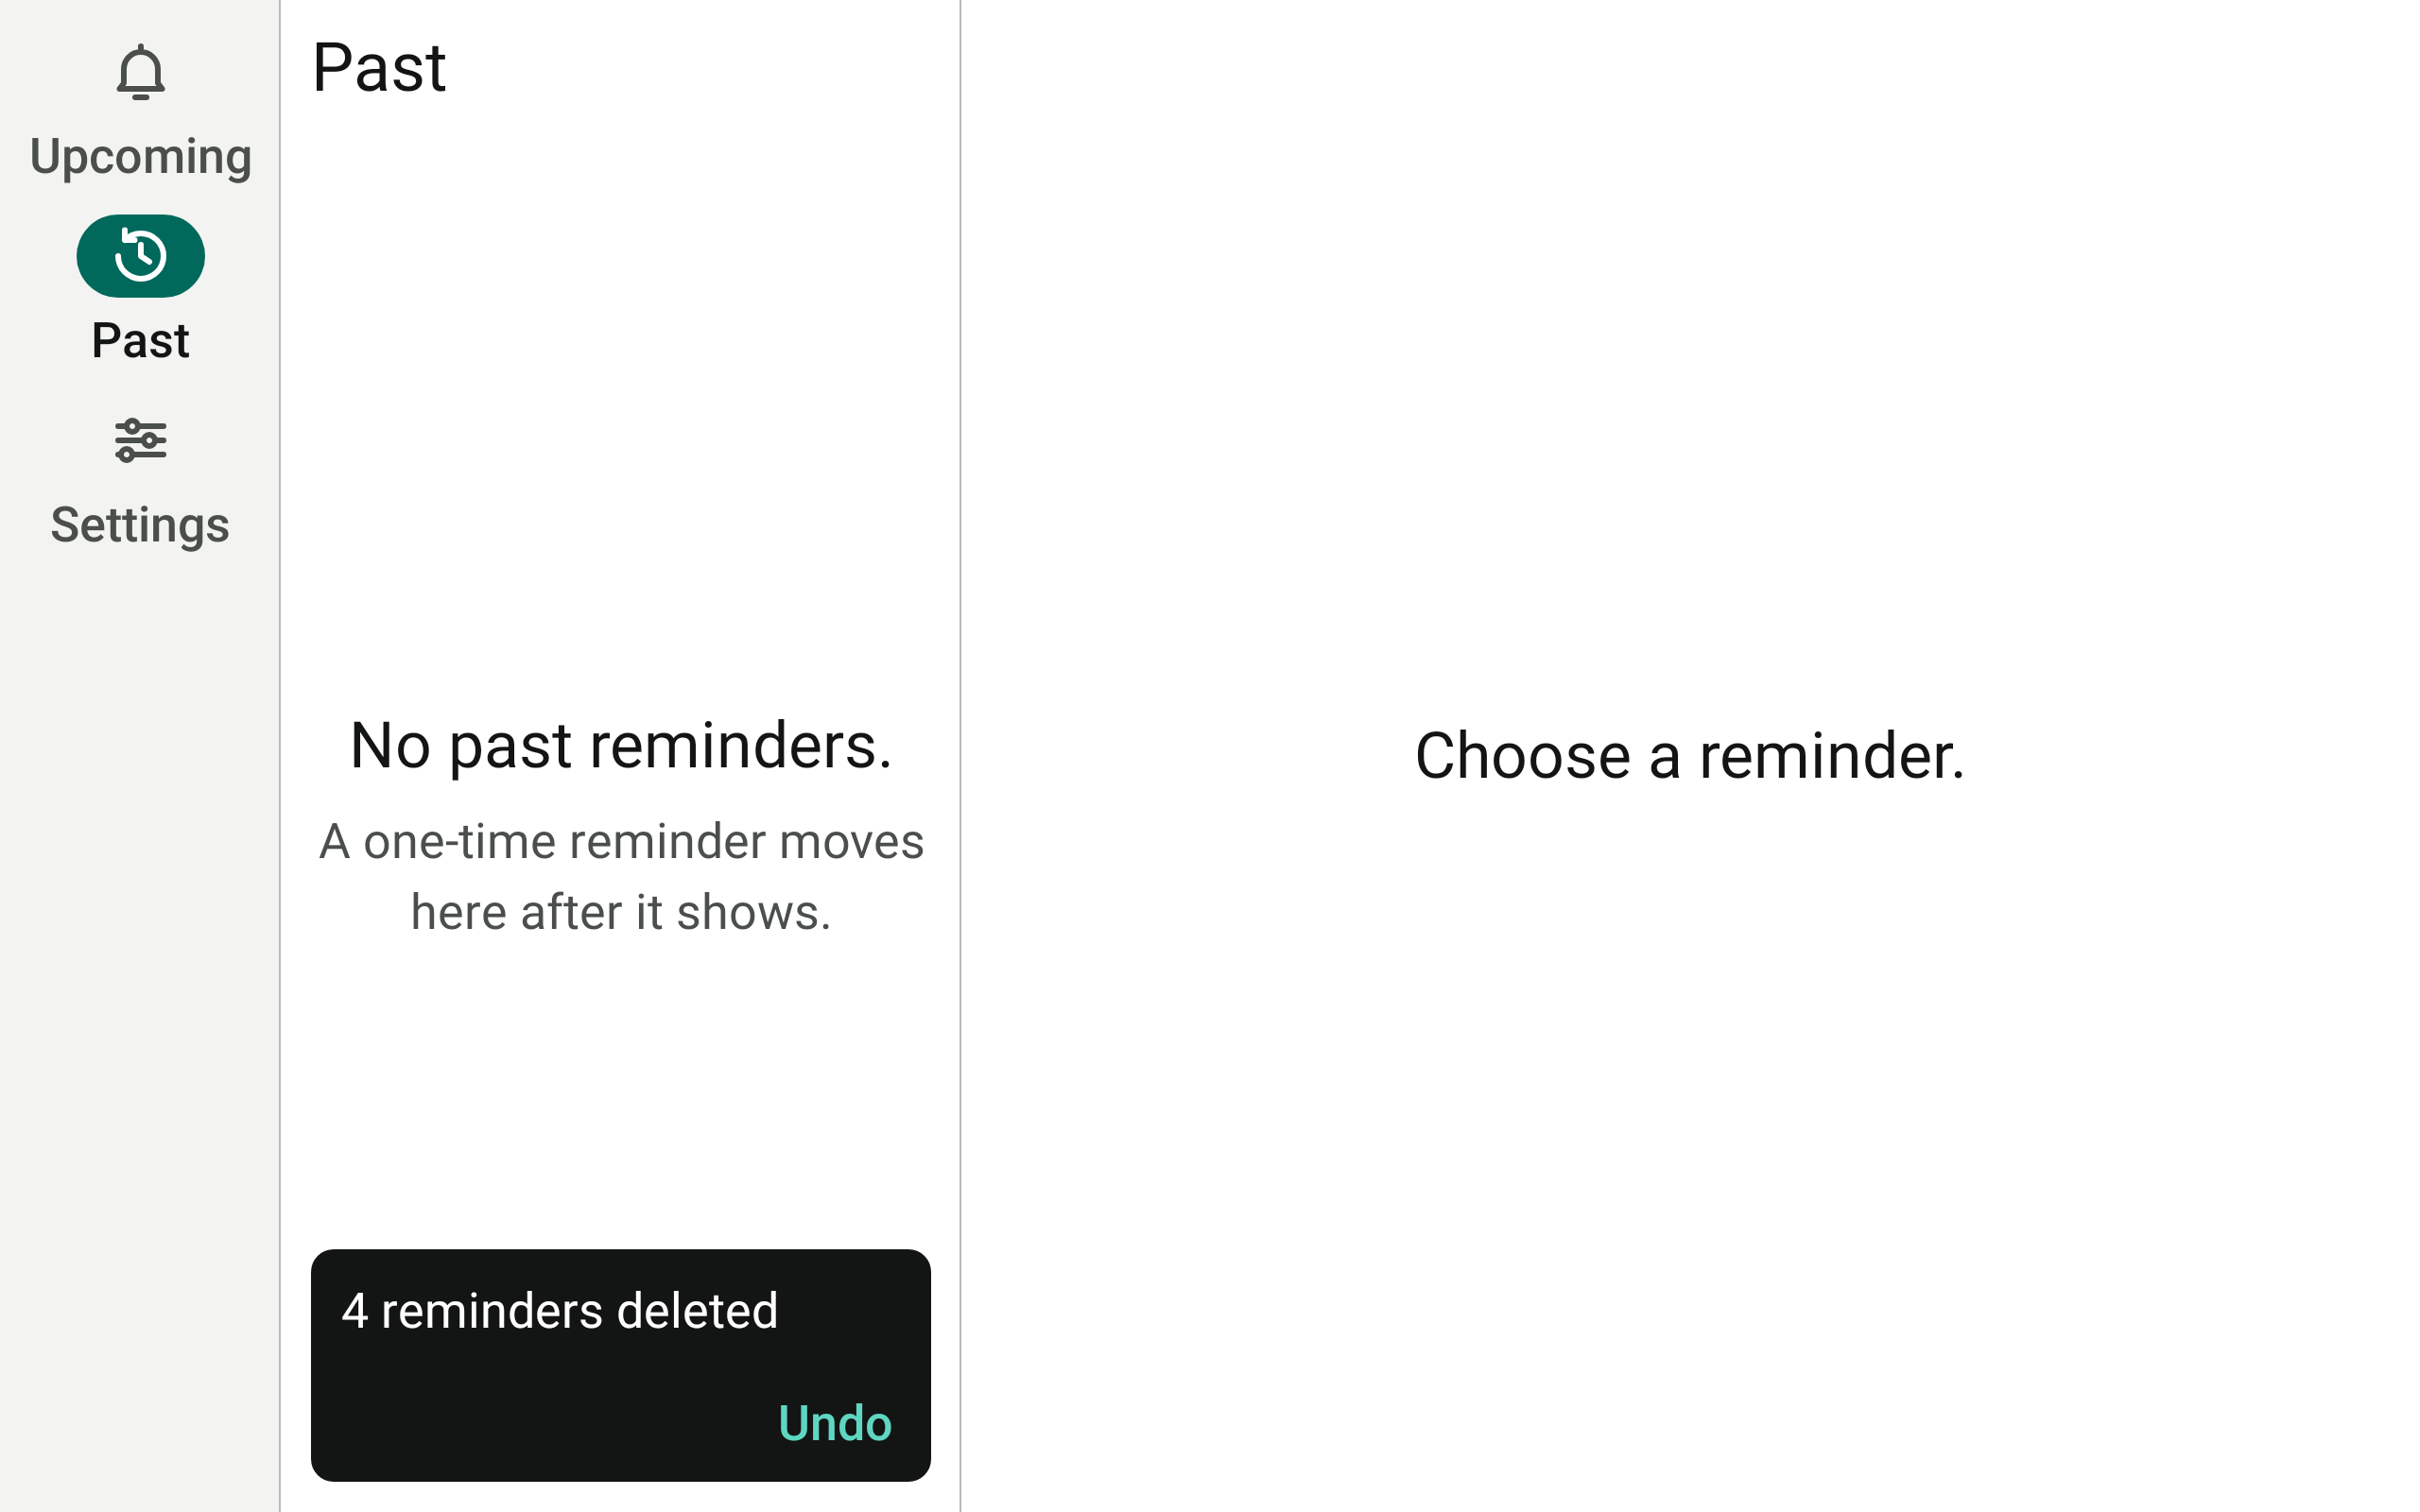 Upcoming
Past
Settings
Past
No past reminders.
A one-time reminder moves
here after it shows.
4 reminders deleted
Undo
Choose a reminder.